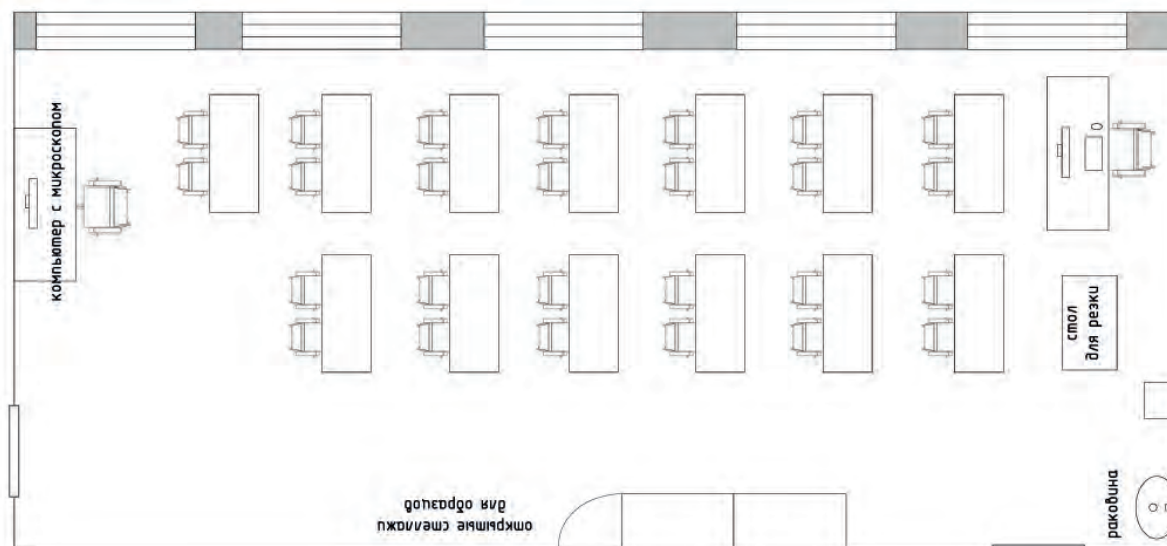 компьютер с микроскопом
стол
для резки
раковина
открытые стеллажи
для образцов